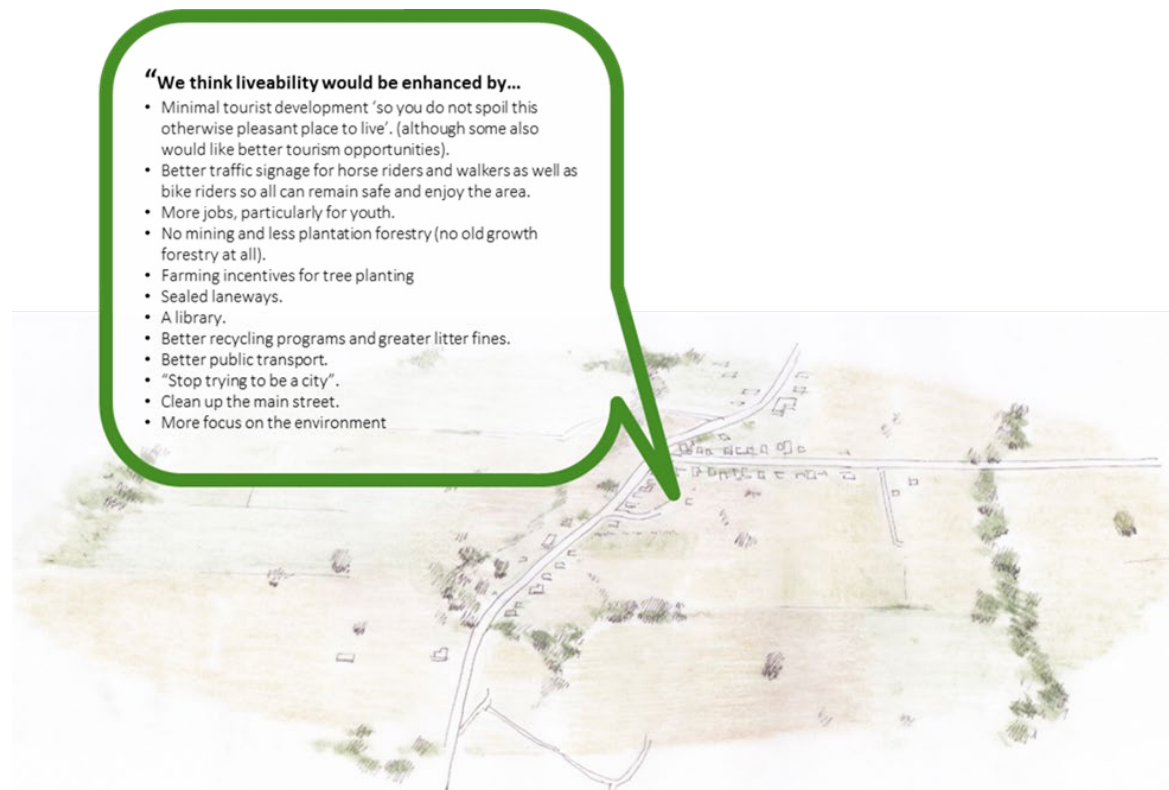 “We think liveability would be enhanced by...
• Minimal tourist development ‘so you do not spoil this
otherwise pleasant place to live’. (although some also
would like better tourism opportunities).
• Better traffic signage for horse riders and walkers as well as
bike riders so all can remain safe and enjoy the area.
• More jobs, particularly for youth.
• No mining and less plantation forestry (no old growth
forestry at all).
• Farming incentives for tree planting
• Sealed laneways.
• A library.
• Better recycling programs and greater litter fines.
• Better public transport.
• “Stop trying to be a city”.
• Clean up the main street.
• More focus on the environment